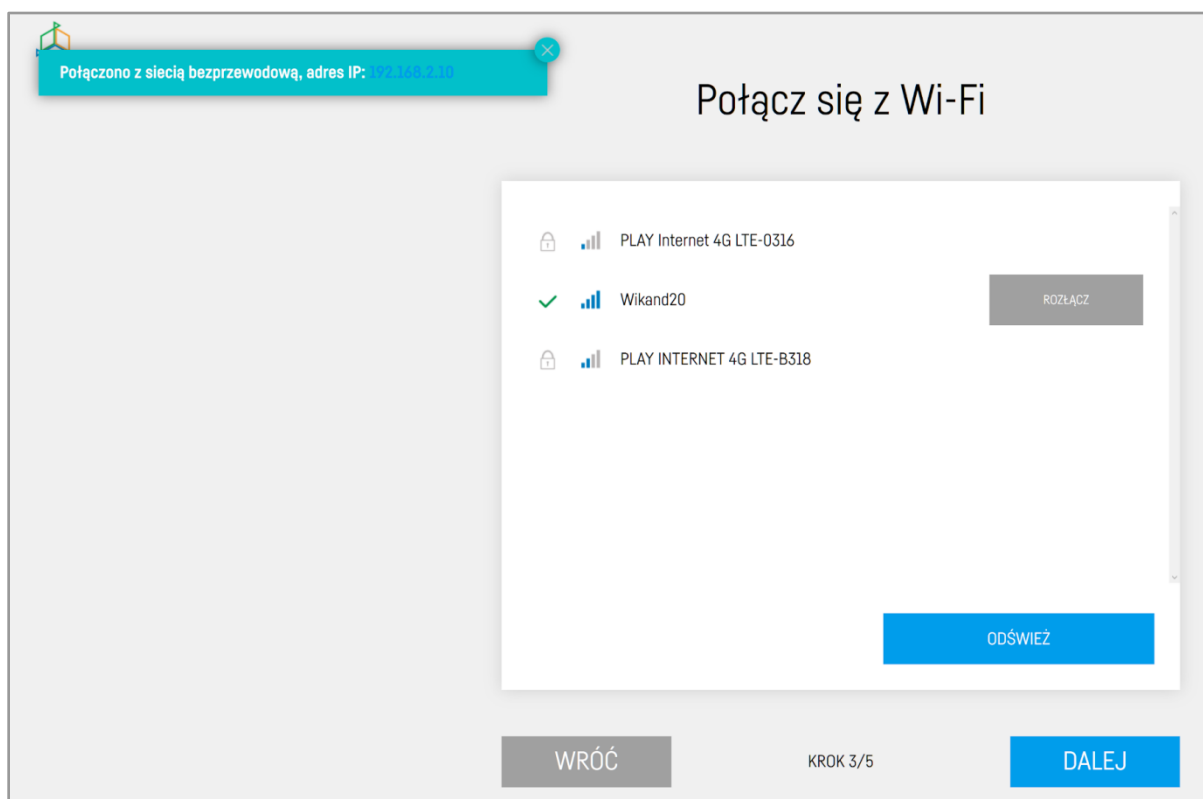 Połączono z siecią bezprzewodową, adres IP: 192.168.2.10
Połącz się z Wi-Fi
PLAY Internet 4G LTE-0316
Wikand20
ROZŁĄCZ
PLAY INTERNET 4G LTE-B318
ODŚWIEŻ
WRÓĆ
KROK 3/5
DALEJ